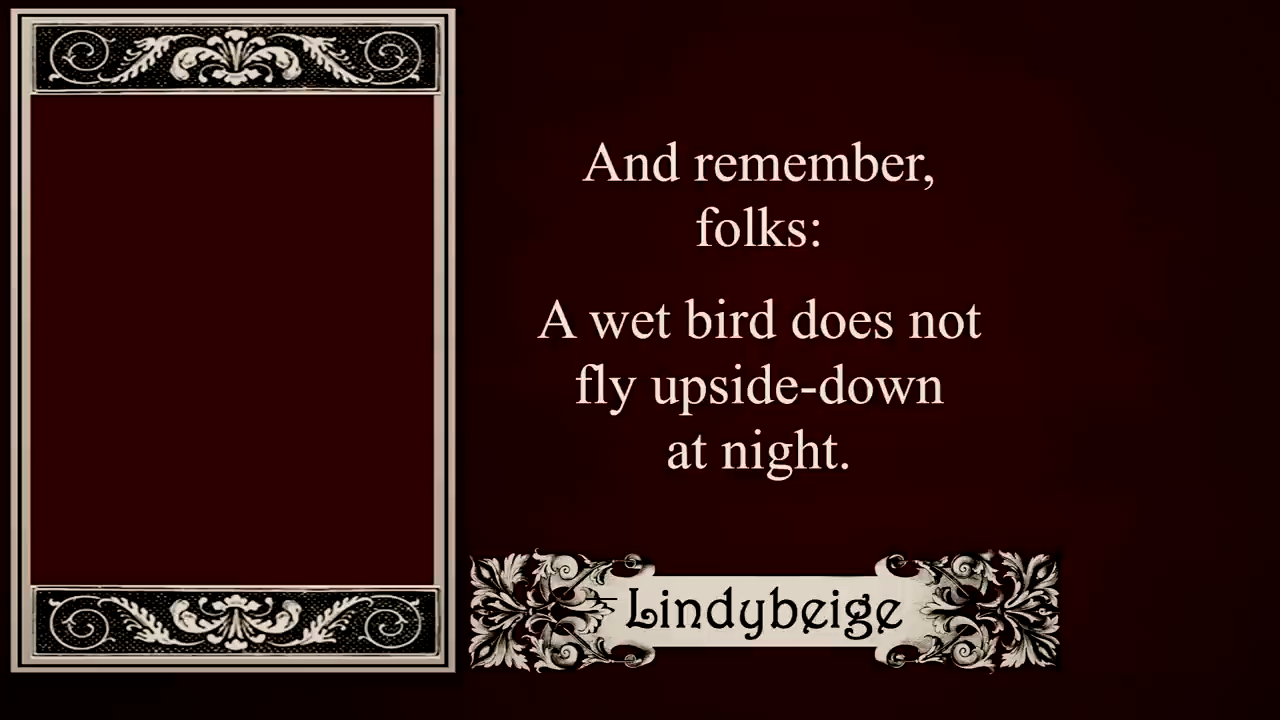 And remember,
folks:
A wet bird does not
fly upside-down
at night.
Lindybeige